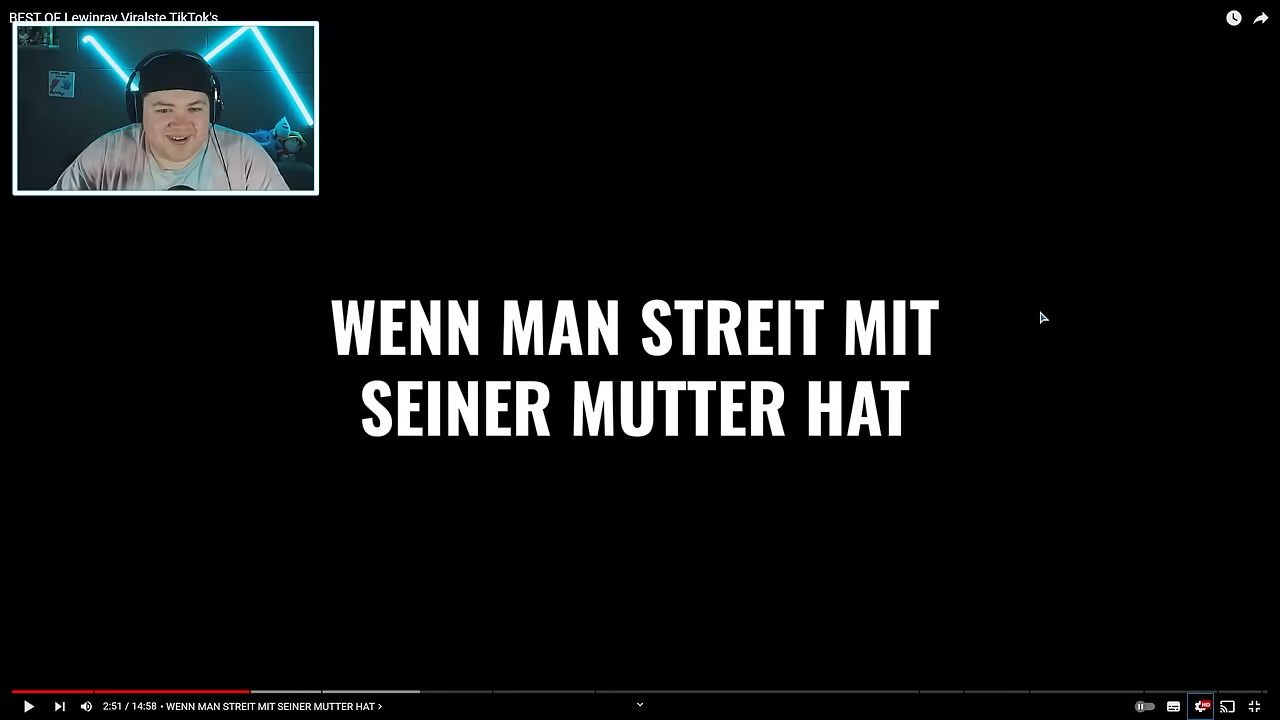 BEST OF Lewinray Viralste TikTok's
WENN MAN STREIT MIT
SEINER MUTTER HAT
2:51 / 14:58 • WENN MAN STREIT MIT SEINER MUTTER HAT >
HD